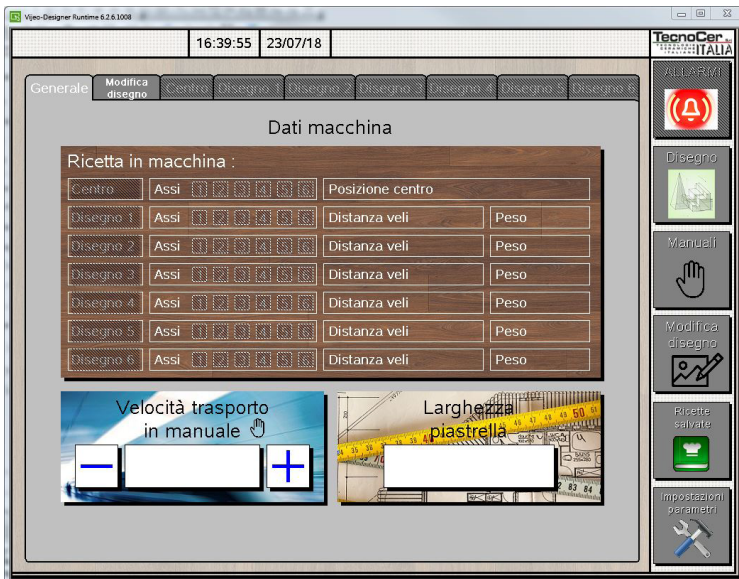 Vijeo-Designer Runtime 6.2.6.1008
16:39:55 23/07/18
TecnoCer
ITALIA
Generale
Modifica
disegno
Centro
Disegno 1
Disegno 2
Disegno 3
Disegno 4
Disegno 5
Disegno 6
Dati macchina
Ricetta in macchina :
Centro Assi 1 2 3 4 5 6 Posizione centro
Disegno 1 Assi 1 2 3 4 5 6 Distanza veli Peso
Disegno 2 Assi 1 2 3 4 5 6 Distanza veli Peso
Disegno 3 Assi 1 2 3 4 5 6 Distanza veli Peso
Disegno 4 Assi 1 2 3 4 5 6 Distanza veli Peso
Disegno 5 Assi 1 2 3 4 5 6 Distanza veli Peso
Disegno 6 Assi 1 2 3 4 5 6 Distanza veli Peso
Velocità trasporto
in manuale
Larghezza
piastrella
ALLARMI
Disegno
Manuali
Modifica
disegno
Ricette
salvate
Impostazioni
parametri